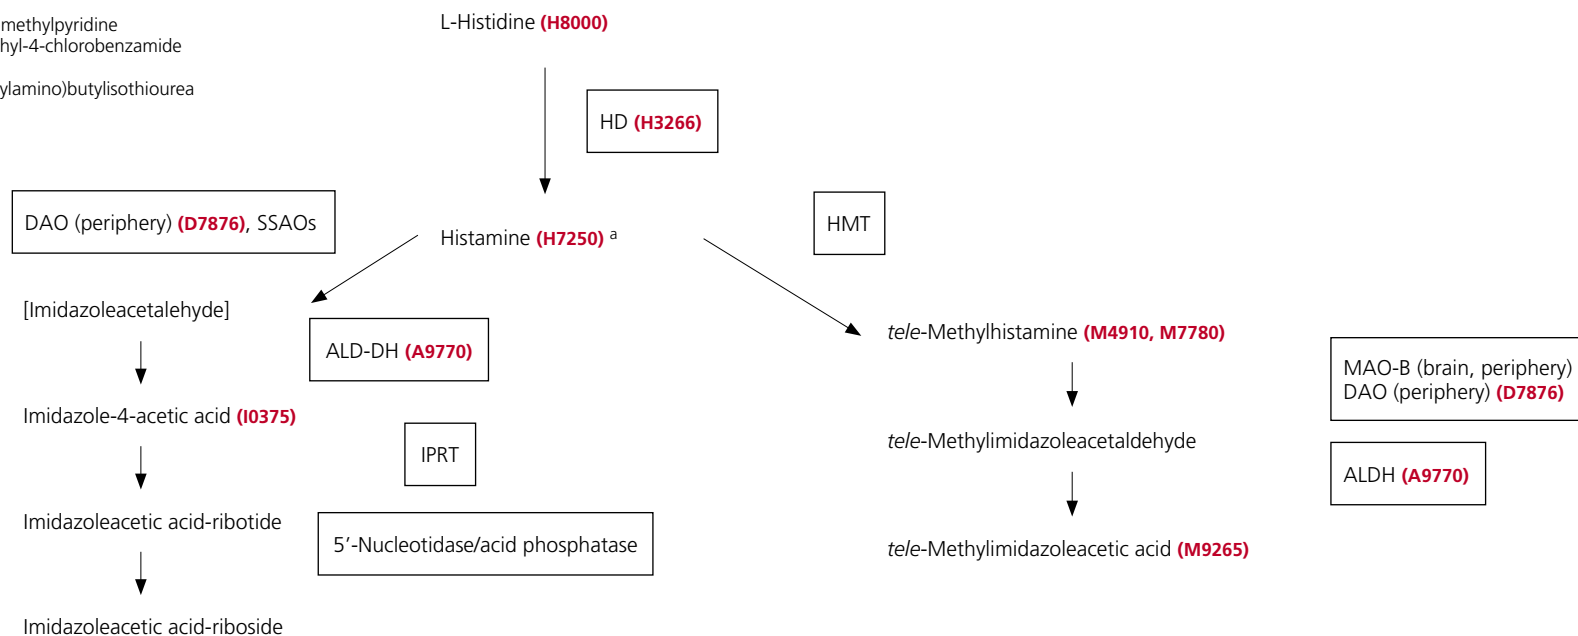 methylpyridine
hyl-4-chlorobenzamide
ylamino)butylisothiourea
L-Histidine (H8000)
HD (H3266)
DAO (periphery) (D7876), SSAOs
Histamine (H7250) a
HMT
[Imidazoleacetalehyde]
ALD-DH (A9770)
tele-Methylhistamine (M4910, M7780)
MAO-B (brain, periphery)
DAO (periphery) (D7876)
Imidazole-4-acetic acid (I0375)
IPRT
tele-Methylimidazoleacetaldehyde
ALDH (A9770)
Imidazoleacetic acid-ribotide
5′-Nucleotidase/acid phosphatase
tele-Methylimidazoleacetic acid (M9265)
Imidazoleacetic acid-riboside